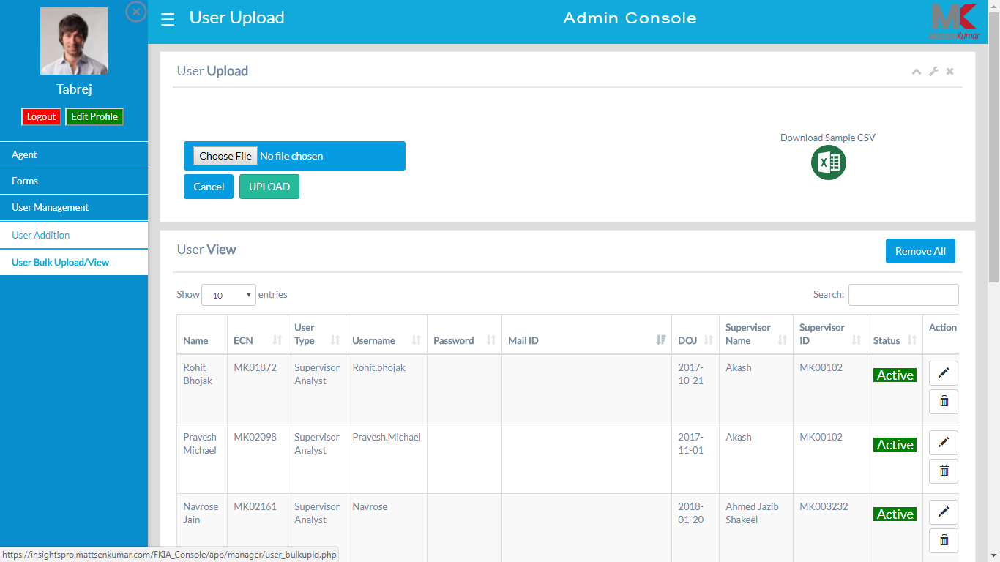 Tabrej
Logout Edit Profile
Agent
Forms
User Management
User Addition
User Bulk Upload/View
User Upload
Admin Console
MK
MattsenKumar
User Upload
Choose File No file chosen
Cancel UPLOAD
Download Sample CSV
X
User View
Remove All
Show 10 entries
Search:
Name ECN User Type Username Password Mail ID DOJ Supervisor Name Supervisor ID Status Action
Rohit Bhojak MK01872 Supervisor Analyst Rohit.bhojak 2017-10-21 Akash MK00102 Active
Pravesh Michael MK02098 Supervisor Analyst Pravesh.Michael 2017-11-01 Akash MK00102 Active
Navrose Jain MK02161 Supervisor Analyst Navrose 2018-01-20 Ahmed Jazib Shakeel MK003232 Active
https://insightspro.mattsenkumar.com/FKIA_Console/app/manager/user_bulkupld.php